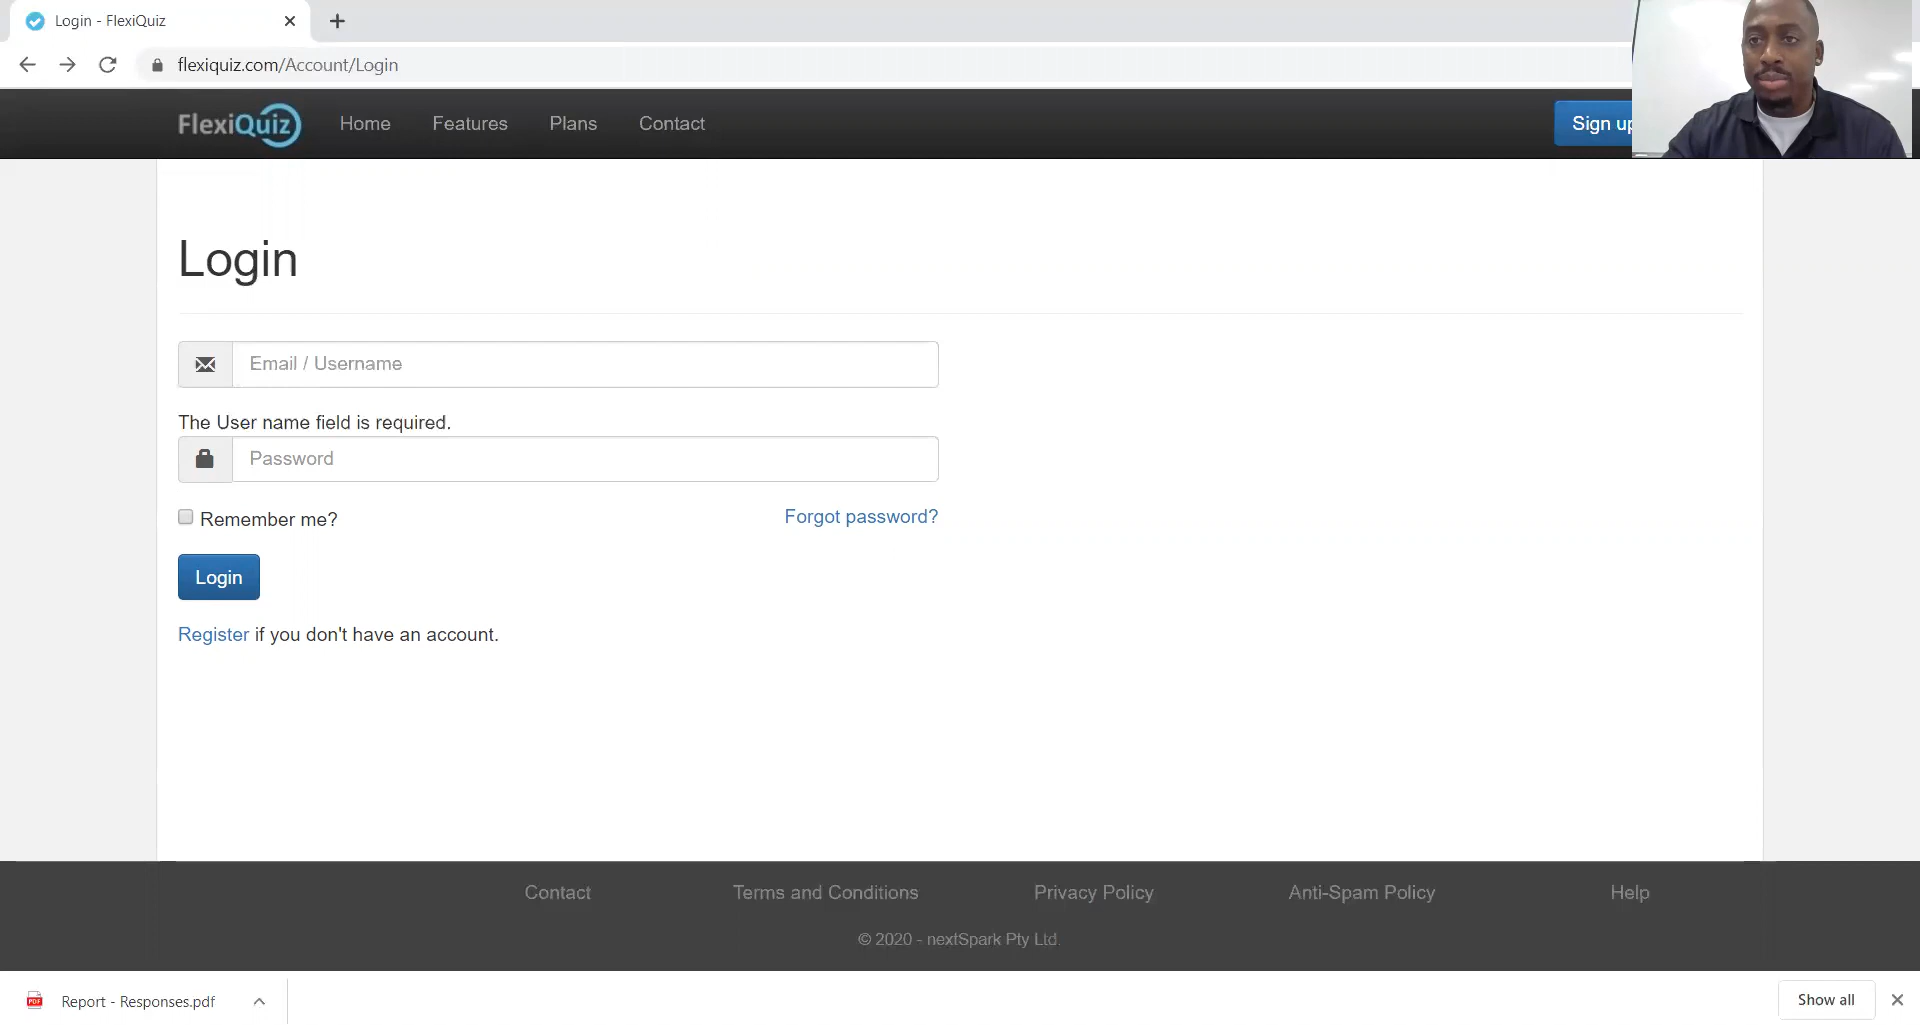 Login - FlexiQuiz
flexiquiz.com/Account/Login
FlexiQuiz
Home
Features
Plans
Contact
Sign up
Login
Email / Username
The User name field is required.
Password
Remember me?
Forgot password?
Login
Register if you don't have an account.
Contact
Terms and Conditions
Privacy Policy
Anti-Spam Policy
Help
© 2020 - nextSpark Pty Ltd.
PDF
Report - Responses.pdf
Show all